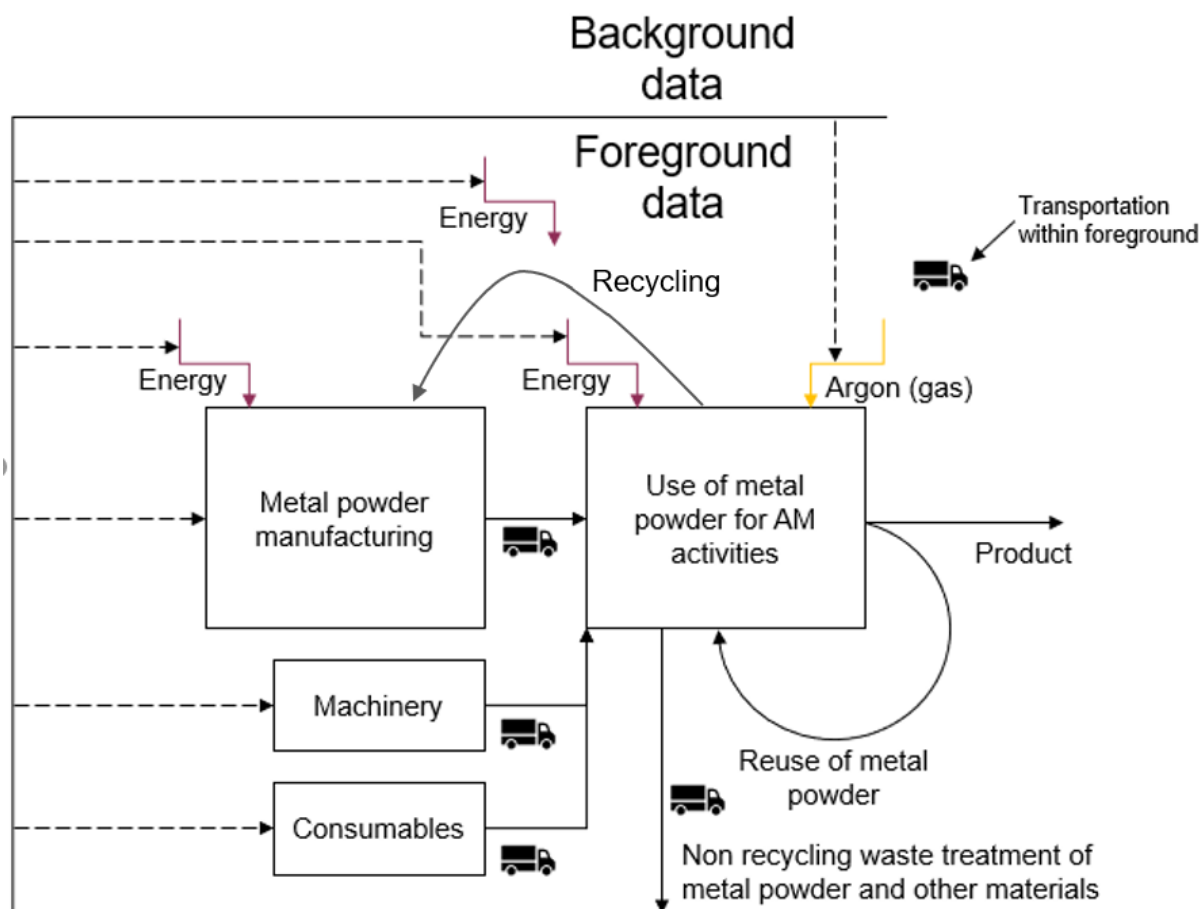 Background
data
Foreground
data
Energy
Transportation
within foreground
Recycling
Energy
Energy
Argon (gas)
Metal powder
manufacturing
Use of metal
powder for AM
activities
Product
Machinery
Reuse of metal
powder
Consumables
Non recycling waste treatment of
metal powder and other materials